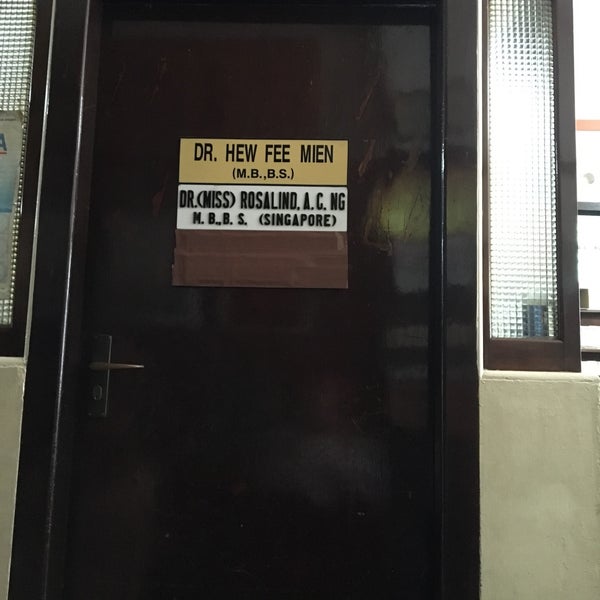 DR. HEW FEE MIEN
(M.B.,B.S.)
DR.(MISS) ROSALIND, A. C. NG
M. B.,B. S. (SINGAPORE)
A